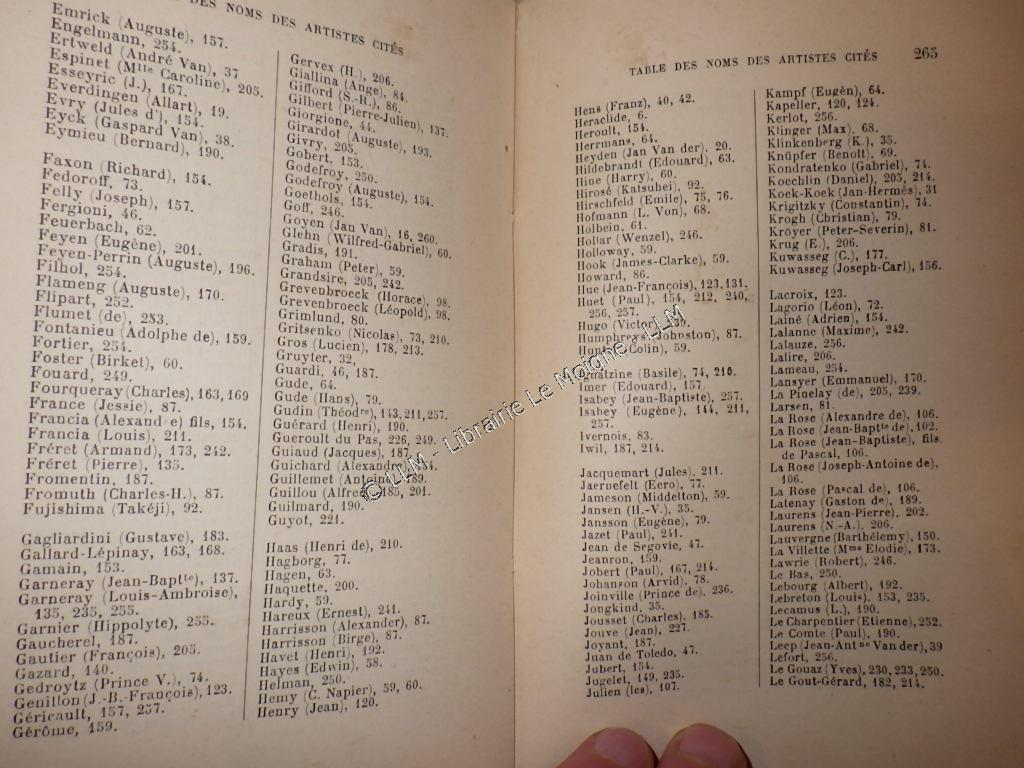 DES NOMS DES ARTISTES CITÉS
Emrick (Auguste), 157.
Engelmann, 254.
Ertweld (André Van), 37
Espinet (Mlle Caroline), 205.
Esseyric (J.), 167.
Everdingen (Allart), 19.
Evry (Jules d'), 154.
Eyck (Gaspard Van), 38.
Eymieu (Bernard), 190.
Faxon (Richard), 154.
Fedoroff, 73.
Felly (Joseph), 157.
Fergioni, 46.
Feuerbach, 62.
Feyen (Eugène), 201.
Feyen-Perrin (Auguste), 196.
Filhol, 254.
Flameng (Auguste), 170.
Flipart, 252.
Flumet (de), 253.
Fontanieu (Adolphe de), 159.
Fortier, 254.
Foster (Birket), 60.
Fouard, 249.
Fourqueray (Charles), 163, 169
France (Jessie), 87.
Francia (Alexand e) fils, 154.
Francia (Louis), 211.
Fréret (Armand), 173, 242.
Fréret (Pierre), 135.
Fromentin, 187.
Fromuth (Charles-H.), 87.
Fujishima (Takéji), 92.
Gagliardini (Gustave), 183.
Gallard-Lépinay, 163, 168.
Gamain, 153.
Garneray (Jean-Baptte), 137.
Garneray (Louis-Ambroise),
135, 235, 255.
Garnier (Hippolyte), 255.
Gaucherel, 187.
Gautier (François), 205.
Gazard, 140.
Gedroytz (Prince V.), 74.
Genillon (J.-B.-François), 123.
Géricault, 157, 257.
Gérôme, 159.
Gervex (H.), 206.
Giallina (Ange), 84.
Gifford (S.-R.), 86.
Gilbert (Pierre-Julien), 137.
Giorgione, 44.
Girardot (Auguste), 193.
Givry, 205.
Gobert, 153.
Godefroy, 250.
Godefroy (Auguste), 154.
Goethols, 154.
Goff, 246.
Goyen (Jan Van), 16, 260.
Glehn (Wilfred-Gabriel), 60.
Gradis, 191.
Graham (Peter), 59.
Grandsire, 205, 242.
Grevenbroeck (Horace), 98.
Grevenbroeck (Léopold), 98.
Grimlund, 80.
Gritsenko (Nicolas), 73, 210.
Gros (Lucien), 178, 213.
Gruyter, 32.
Guardi, 46, 187.
Gude, 64.
Gude (Hans), 79.
Gudin (Théodre), 143, 211, 257.
Guérard (Henri), 190.
Gueroult du Pas, 226, 249.
Guiaud (Jacques), 187.
Guichard (Alexandre)
Guillemet (Antoine), 189.
Guillou (Alfred), 185, 201.
Guilmard, 190.
Guyot, 221.
Haas (Henri de), 210.
Hagborg, 77.
Hagen, 63.
Haquette, 200.
Hardy, 59.
Hareux (Ernest), 241.
Harrisson (Alexander), 87.
Harrisson (Birge), 87.
Havet (Henri), 192.
Hayes (Edwin), 58.
Helman, 250.
Hemy (C. Napier), 59, 60.
Henry (Jean), 120.
TABLE DES NOMS DES ARTISTES CITÉS 265
Hens (Franz), 40, 42.
Heraclide, 6.
Heroult, 154.
Herrmans, 64.
Heyden (Jan Van der), 20.
Hildebrandt (Edouard), 63.
Hine (Harry), 60.
Hirosé (Katsubei), 92.
Hirschfeld (Emile), 75, 76.
Hofmann (L. Von), 68.
Holbein, 61.
Hollar (Wenzel), 246.
Holloway, 59.
Hook (James-Clarke), 59.
Howard, 86.
Hue (Jean-François), 123, 131.
Huet (Paul), 154, 212, 240,
256, 257.
Hugo (Victor),
Humphreys (Johnston), 87.
Hunter (Colin), 59.
Ignatzine (Basile), 74, 210.
Imer (Edouard), 157.
Isabey (Jean-Baptiste), 257.
Isabey (Eugène), 144, 211,
257.
Ivernois, 83.
Iwil, 187, 214.
Jacquemart (Jules), 211.
Jaernefelt (Eero), 77.
Jameson (Middelton), 59.
Jansen (H.-V.), 35.
Jansson (Eugène), 79.
Jazet (Paul), 241.
Jean de Segovie, 47.
Jeanron, 159.
Jobert (Paul), 167, 214.
Johanson (Arvid), 78.
Joinville (Prince de), 236.
Jongkind, 35.
Jousset (Charles), 185.
Jouve (Jean), 227.
Joyant, 187.
Juan de Toledo, 47.
Jubert, 154.
Jugelet, 149, 235.
Julien (les), 107.
Kampf (Eugèn), 64.
Kapeller, 120, 124.
Kerlot, 256.
Klinger (Max), 68.
Klinkenberg (K.), 35.
Knüpfer (Benoît), 69.
Kondratenko (Gabriel), 74.
Koechlin (Daniel), 205, 214.
Koek-Koek (Jan-Hermés), 31
Krigitzky (Constantin), 74.
Krogh (Christian), 79.
Kröyer (Peter-Severin), 81.
Krug (E.), 206.
Kuwasseg (C.), 177.
Kuwasseg (Joseph-Carl), 156.
Lacroix, 123.
Lagorio (Léon), 72.
Lainé (Adrien), 154.
Lalanne (Maxime), 242.
Lalauze, 256.
Lalire, 206.
Lameau, 254.
Lansyer (Emmanuel), 170.
La Pinelay (de), 205, 239.
Larsen, 81.
La Rose (Alexandre de), 106.
La Rose (Jean-Baptte de), 102.
La Rose (Jean-Baptiste), fils
de Pascal, 106.
La Rose (Joseph-Antoine de),
106.
La Rose (Pascal de), 106.
Latenay (Gaston de), 189.
Laurens (Jean-Pierre), 202.
Laurens (N.-A.), 206.
Lauvergne (Barthélemy), 150.
La Villette (Mme Elodie), 173.
Lawrie (Robert), 246.
Le Bas, 250.
Lebourg (Albert), 192.
Lebreton (Louis), 153, 235.
Lecamus (L.), 190.
Le Charpentier (Etienne), 252.
Le Comte (Paul), 190.
Leep (Jean-Antne Van der), 39
Lefort, 256.
Le Gouaz (Yves), 230, 233, 250.
Le Gout-Gérard, 182, 214.
© LLM - Librairie Le Moigne - LLM